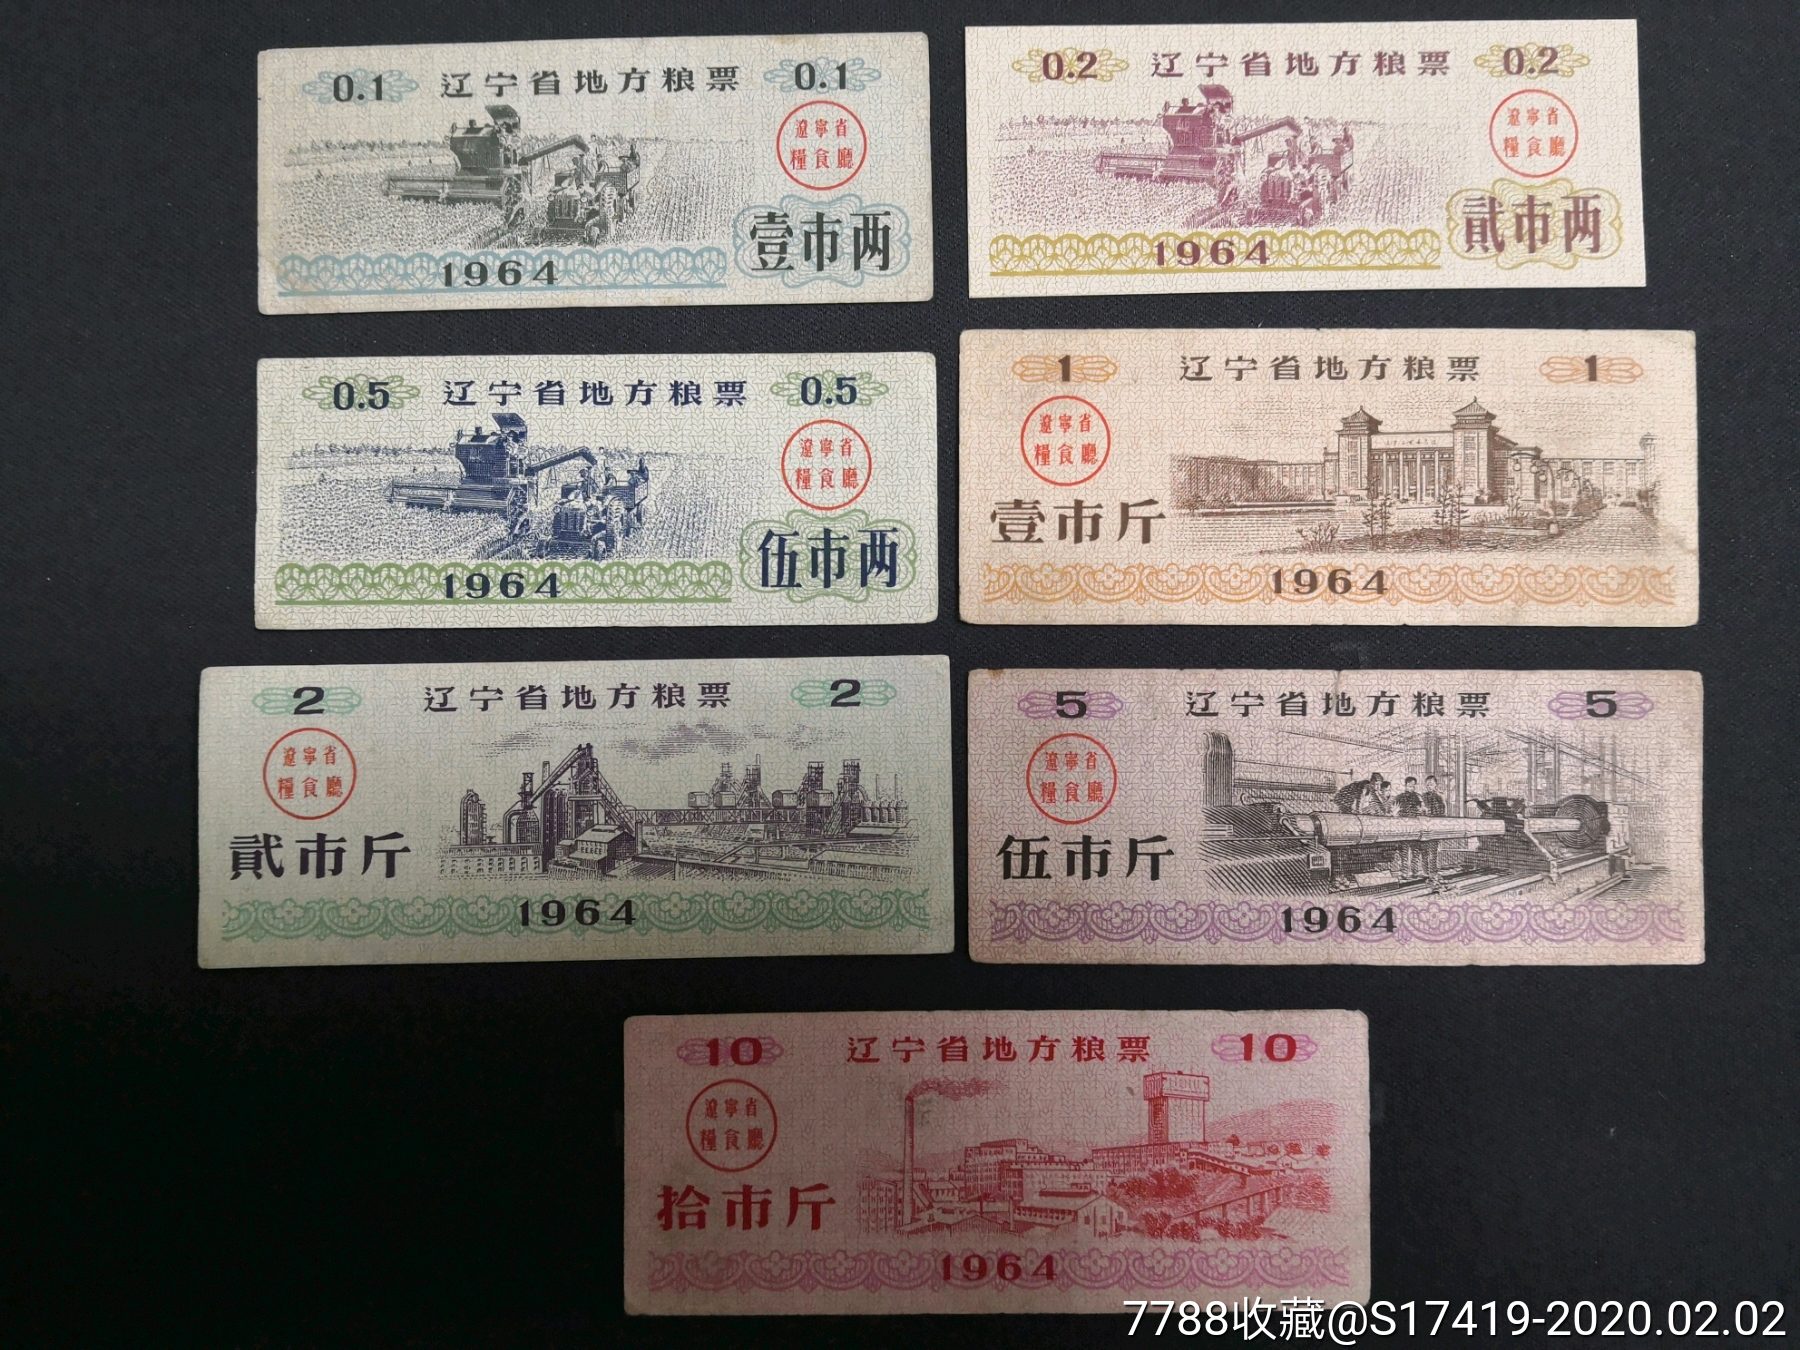 0.1 辽宁省地方粮票 0.1
遼寧省
糧食廳
壹市两
1964
0.2 辽宁省地方粮票 0.2
遼寧省
糧食廳
貳市两
1964
0.5 辽宁省地方粮票 0.5
遼寧省
糧食廳
伍市两
1964
1 辽宁省地方粮票 1
遼寧省
糧食廳
壹市斤
1964
2 辽宁省地方粮票 2
遼寧省
糧食廳
貳市斤
1964
5 辽宁省地方粮票 5
遼寧省
糧食廳
伍市斤
1964
10 辽宁省地方粮票 10
遼寧省
糧食廳
拾市斤
1964
7788收藏@S17419-2020.02.02